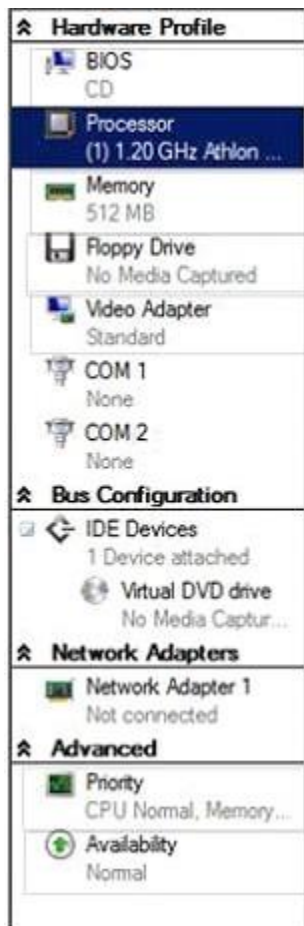 Hardware Profile
BIOS
CD
Processor
(1) 1.20 GHz Athlon ...
Memory
512 MB
Floppy Drive
No Media Captured
Video Adapter
Standard
COM 1
None
COM 2
None
Bus Configuration
IDE Devices
1 Device attached
Virtual DVD drive
No Media Captur...
Network Adapters
Network Adapter 1
Not connected
Advanced
Priority
CPU Normal, Memory...
Availability
Normal